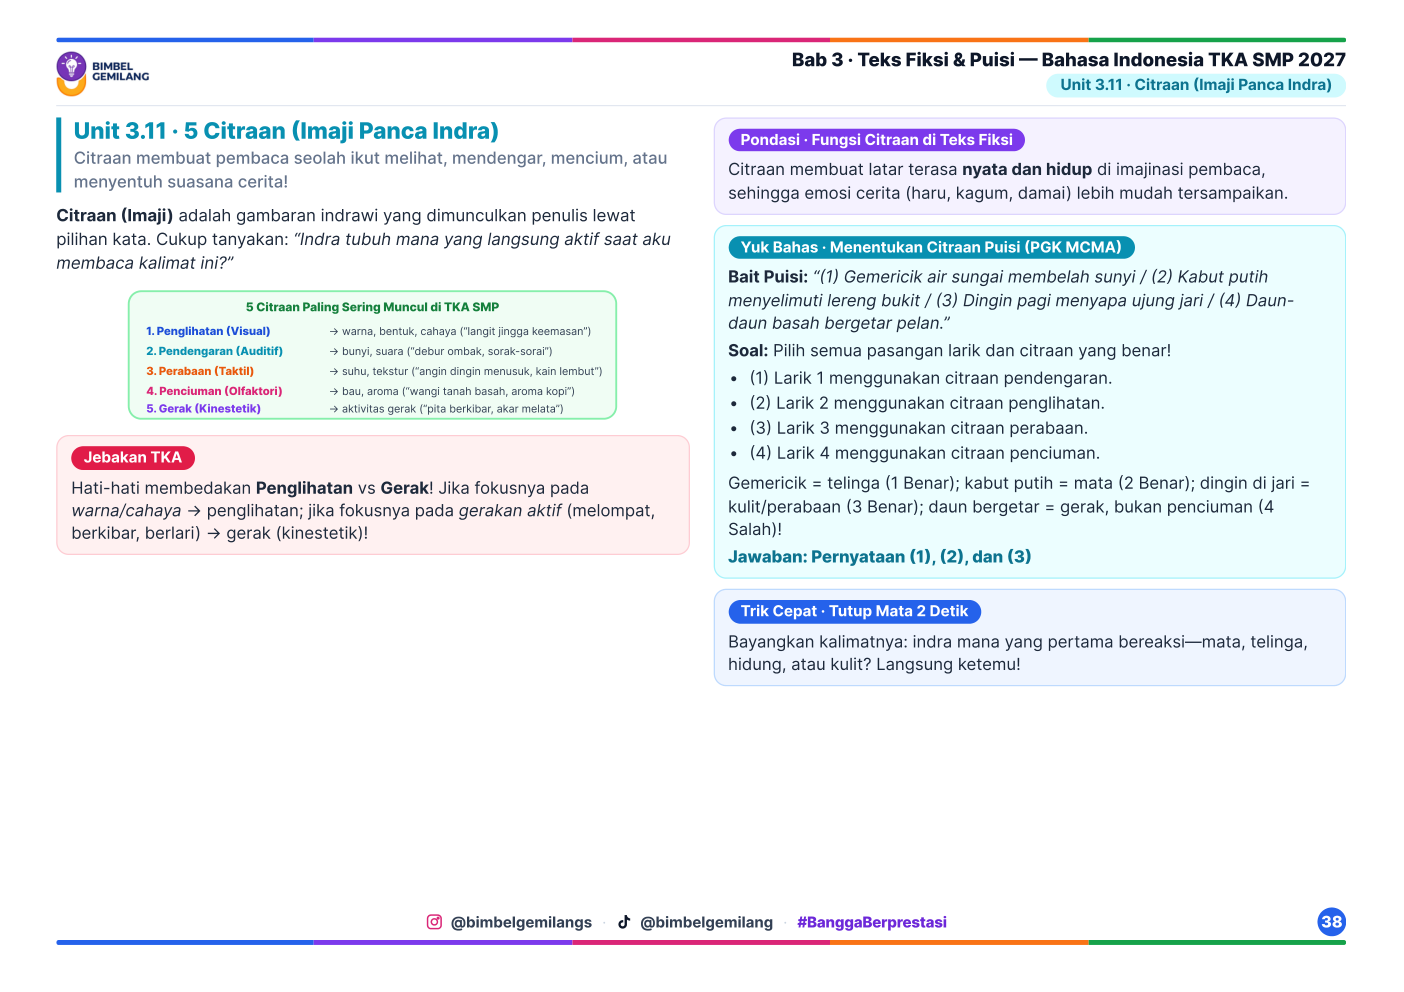 BIMBEL
GEMILANG
Bab 3 · Teks Fiksi & Puisi — Bahasa Indonesia TKA SMP 2027
Unit 3.11 · Citraan (Imaji Panca Indra)
Unit 3.11 · 5 Citraan (Imaji Panca Indra)
Citraan membuat pembaca seolah ikut melihat, mendengar, mencium, atau
menyentuh suasana cerita!
Citraan (Imaji) adalah gambaran indrawi yang dimunculkan penulis lewat
pilihan kata. Cukup tanyakan: “Indra tubuh mana yang langsung aktif saat aku
membaca kalimat ini?”
5 Citraan Paling Sering Muncul di TKA SMP
1. Penglihatan (Visual) → warna, bentuk, cahaya (“langit jingga keemasan”)
2. Pendengaran (Auditif) → bunyi, suara (“debur ombak, sorak-sorai”)
3. Perabaan (Taktil) → suhu, tekstur (“angin dingin menusuk, kain lembut”)
4. Penciuman (Olfaktori) → bau, aroma (“wangi tanah basah, aroma kopi”)
5. Gerak (Kinestetik) → aktivitas gerak (“pita berkibar, akar melata”)
Jebakan TKA
Hati-hati membedakan Penglihatan vs Gerak! Jika fokusnya pada
warna/cahaya → penglihatan; jika fokusnya pada gerakan aktif (melompat,
berkibar, berlari) → gerak (kinestetik)!
Pondasi · Fungsi Citraan di Teks Fiksi
Citraan membuat latar terasa nyata dan hidup di imajinasi pembaca,
sehingga emosi cerita (haru, kagum, damai) lebih mudah tersampaikan.
Yuk Bahas · Menentukan Citraan Puisi (PGK MCMA)
Bait Puisi: “(1) Gemericik air sungai membelah sunyi / (2) Kabut putih
menyelimuti lereng bukit / (3) Dingin pagi menyapa ujung jari / (4) Daun-
daun basah bergetar pelan.”
Soal: Pilih semua pasangan larik dan citraan yang benar!
• (1) Larik 1 menggunakan citraan pendengaran.
• (2) Larik 2 menggunakan citraan penglihatan.
• (3) Larik 3 menggunakan citraan perabaan.
• (4) Larik 4 menggunakan citraan penciuman.
Gemericik = telinga (1 Benar); kabut putih = mata (2 Benar); dingin di jari =
kulit/perabaan (3 Benar); daun bergetar = gerak, bukan penciuman (4
Salah)!
Jawaban: Pernyataan (1), (2), dan (3)
Trik Cepat · Tutup Mata 2 Detik
Bayangkan kalimatnya: indra mana yang pertama bereaksi—mata, telinga,
hidung, atau kulit? Langsung ketemu!
@bimbelgemilangs · @bimbelgemilang · #BanggaBerprestasi
38